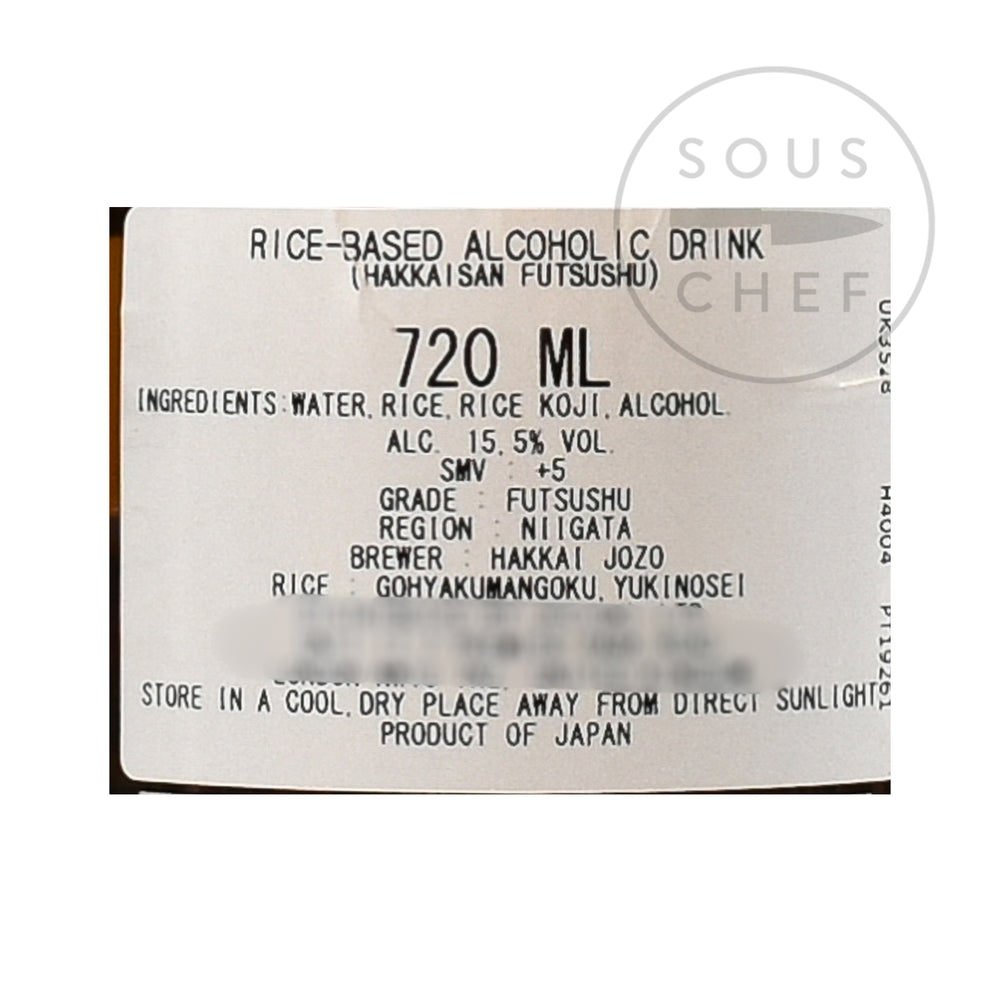 SOUS
CHEF
RICE-BASED ALCOHOLIC DRINK
(HAKKAISAN FUTSUSHU)
720 ML
INGREDIENTS:WATER, RICE, RICE KOJI, ALCOHOL.
ALC. 15.5% VOL.
SMV : +5
GRADE : FUTSUSHU
REGION : NIIGATA
BREWER : HAKKAI JOZO
RICE : GOHYAKUMANGOKU, YUKINOSEI
STORE IN A COOL, DRY PLACE AWAY FROM DIRECT SUNLIGHT
PRODUCT OF JAPAN
H40004
PT19261